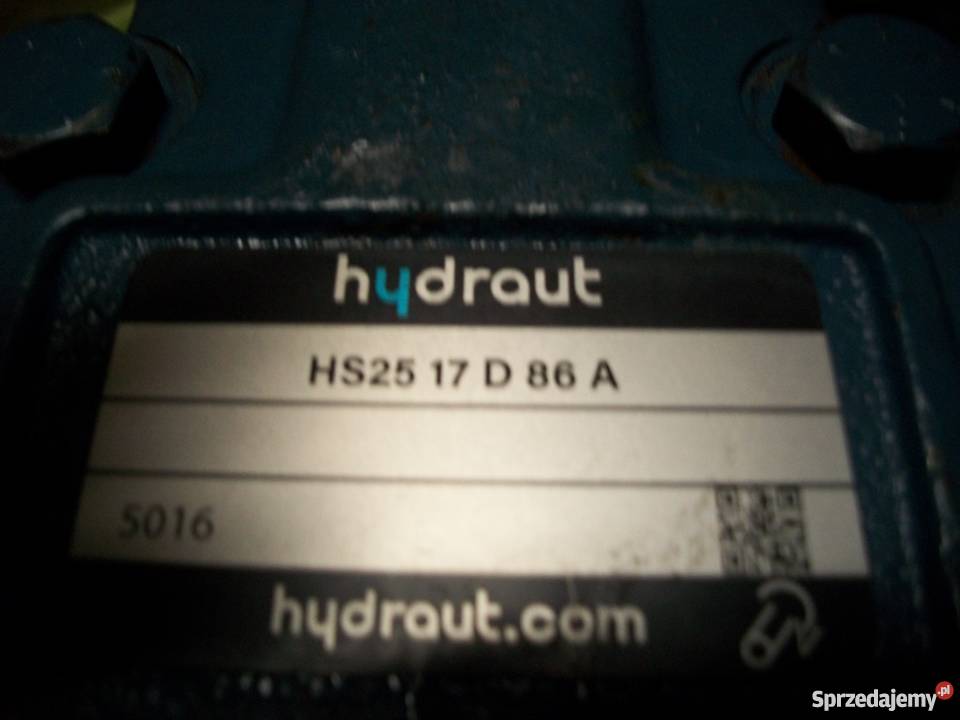 hydraut
HS25 17 D 86 A
5016
hydraut.com
Sprzedajemy.pl